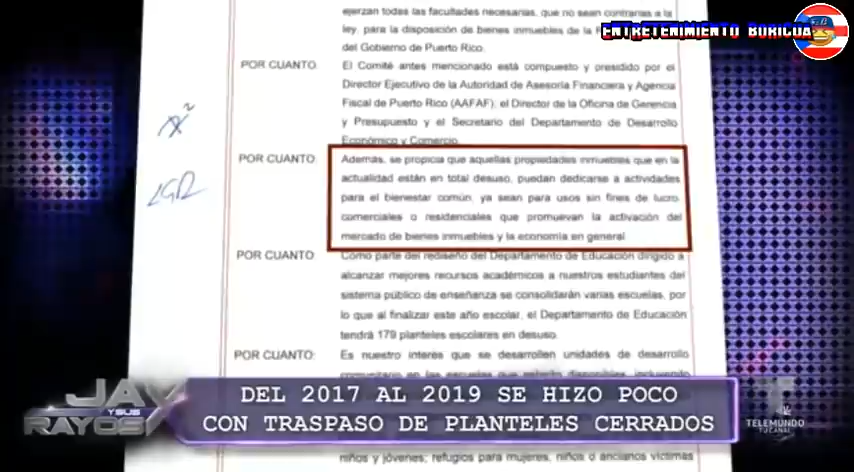 ejerzan todas las facultades necesarias, que no sean contrarias a la
ley, para la disposición de bienes inmuebles de la
del Gobierno de Puerto Rico.
ENTRETENIMIENTO BORICUA
POR CUANTO: El Comité antes mencionado está compuesto y presidido por el
Director Ejecutivo de la Autoridad de Asesoría Financiera y Agencia
Fiscal de Puerto Rico (AAFAF); el Director de la Oficina de Gerencia
y Presupuesto y el Secretario del Departamento de Desarrollo
Económico y Comercio.
POR CUANTO: Además, se propicia que aquellas propiedades inmuebles que en la
actualidad están en total desuso, puedan dedicarse a actividades
para el bienestar común, ya sean para usos sin fines de lucro,
comerciales o residenciales que promuevan la activación del
mercado de bienes inmuebles y la economía en general
POR CUANTO: Como parte del rediseño del Departamento de Educación dirigido a
alcanzar mejores recursos académicos a nuestros estudiantes del
sistema público de enseñanza se consolidarán varias escuelas, por
lo que al finalizar este año escolar, el Departamento de Educación
tendrá 179 planteles escolares en desuso.
POR CUANTO: Es nuestro interés que se desarrollen unidades de desarrollo
comunitario en las escuelas que estarán disponibles, incluyendo
JAY
Y SUS
RAYOS X
DEL 2017 AL 2019 SE HIZO POCO
CON TRASPASO DE PLANTELES CERRADOS
TELEMUNDO
TU CANAL
niños y jóvenes; refugios para mujeres, niños o ancianos víctimas